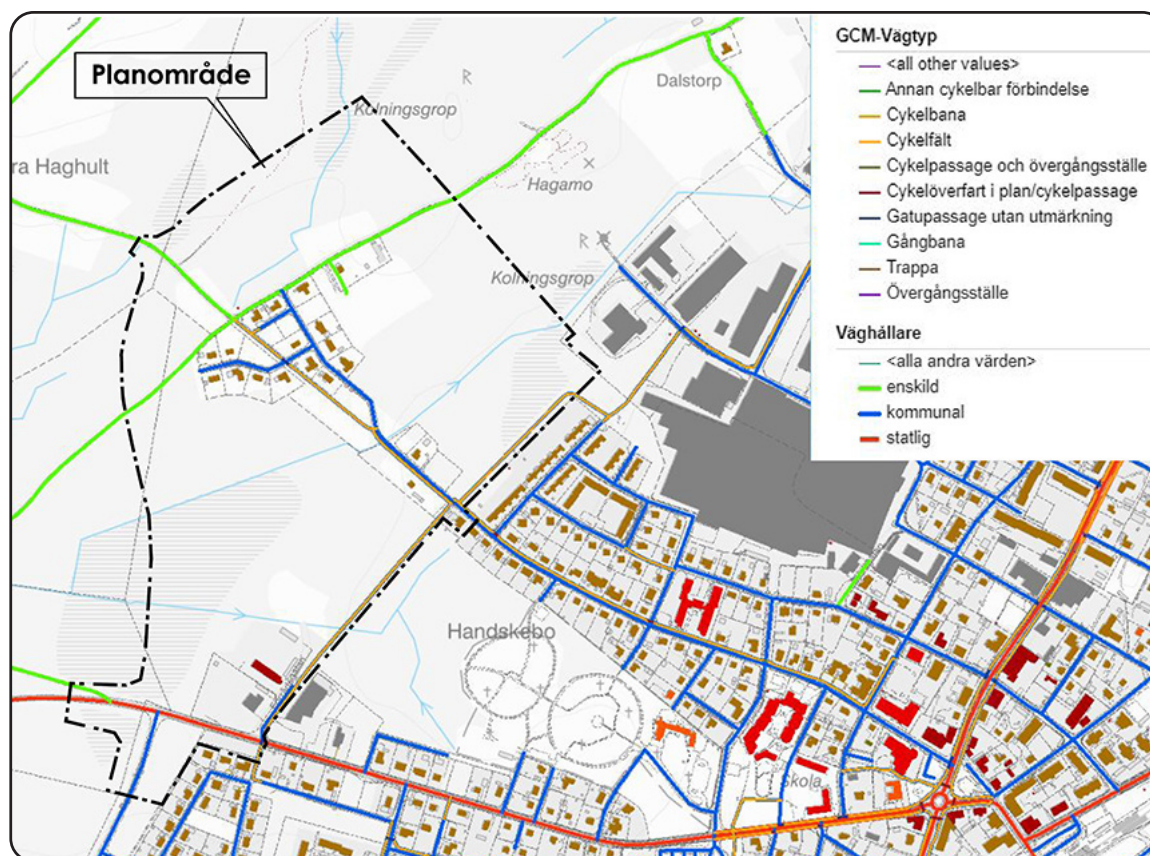 Planområde
Kolningsgrop
ra Haghult
Dalstorp
Hagamo
Kolningsgrop
Handskebo
skola
GCM-Vägtyp
<all other values>
Annan cykelbar förbindelse
Cykelbana
Cykelfält
Cykelpassage och övergångsställe
Cykelöverfart i plan/cykelpassage
Gatupassage utan utmärkning
Gångbana
Trappa
Övergångsställe
Väghållare
<alla andra värden>
enskild
kommunal
statlig